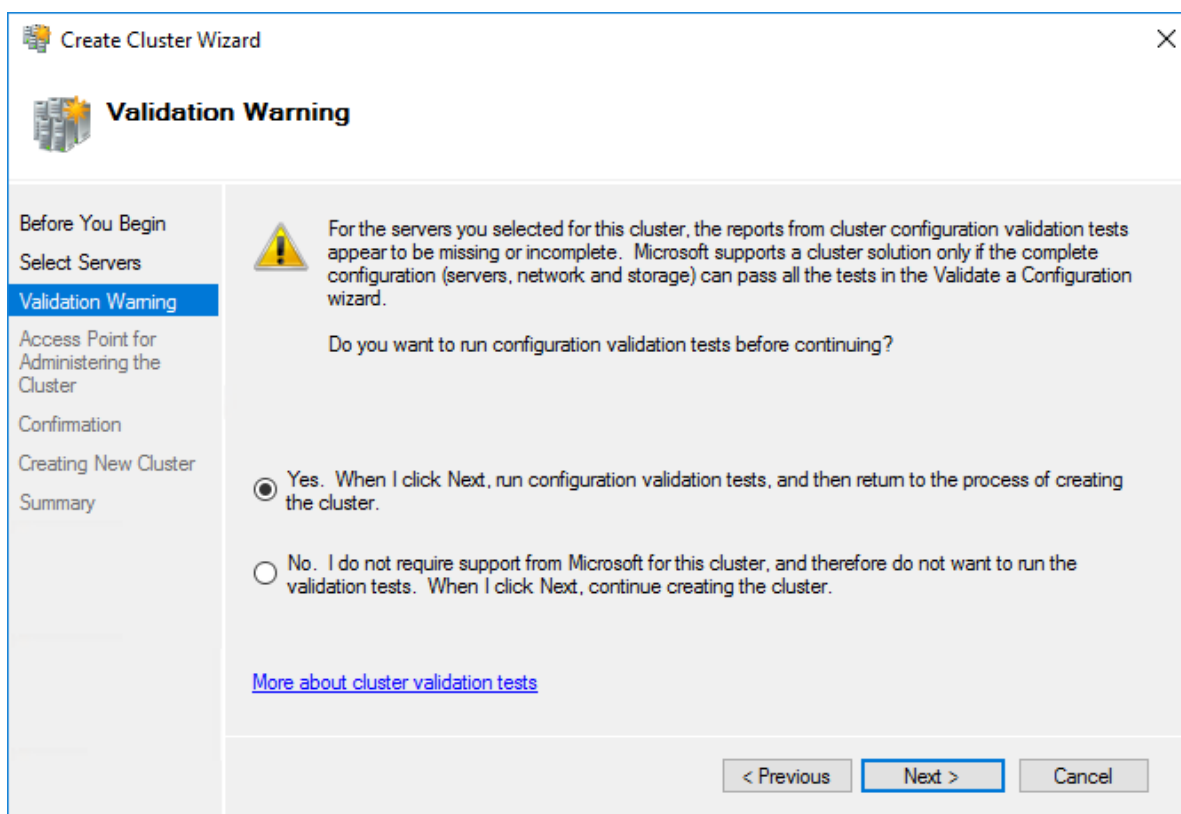 Create Cluster Wizard
Validation Warning
Before You Begin
Select Servers
Validation Warning
Access Point for
Administering the
Cluster
Confirmation
Creating New Cluster
Summary
For the servers you selected for this cluster, the reports from cluster configuration validation tests
appear to be missing or incomplete.  Microsoft supports a cluster solution only if the complete
configuration (servers, network and storage) can pass all the tests in the Validate a Configuration
wizard.
Do you want to run configuration validation tests before continuing?
Yes.  When I click Next, run configuration validation tests, and then return to the process of creating
the cluster.
No.  I do not require support from Microsoft for this cluster, and therefore do not want to run the
validation tests.  When I click Next, continue creating the cluster.
More about cluster validation tests
< Previous
Next >
Cancel